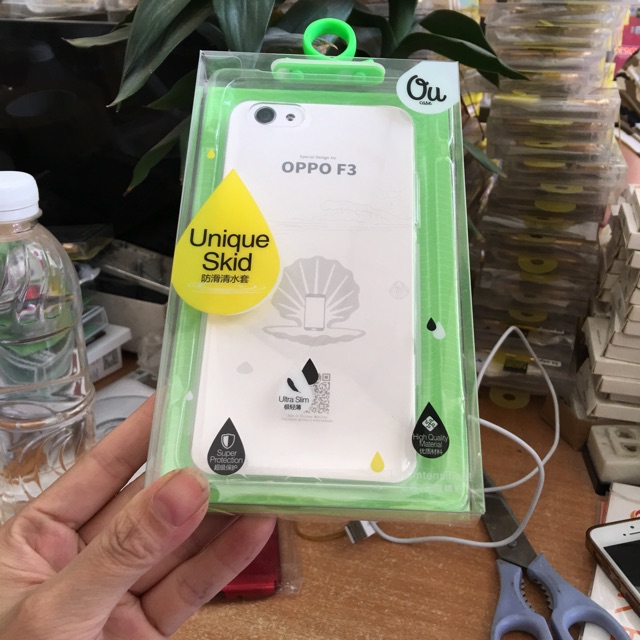 Ou
case
Special Design for
OPPO F3
Unique
Skid
防滑清水套
Ultra Slim
极轻薄
Super
Protection
超级保护
High Quality
Material
优质材料